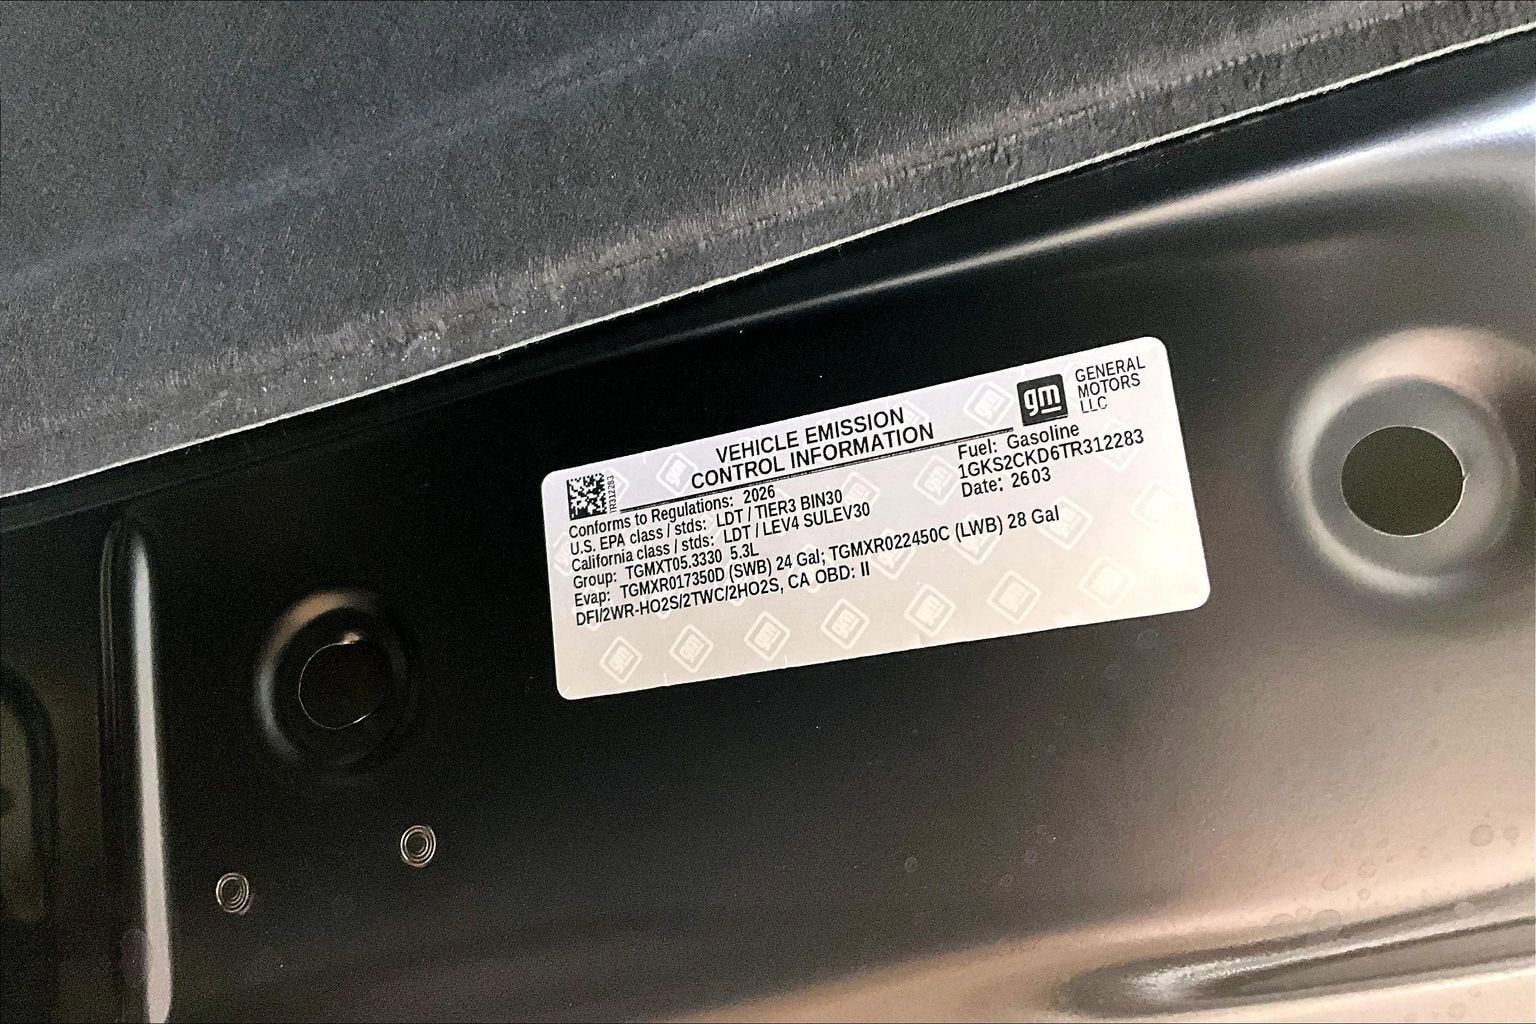 VEHICLE EMISSION
CONTROL INFORMATION
gm GENERAL
MOTORS
LLC
TR312283
Fuel: Gasoline
1GKS2CKD6TR312283
Date: 2603
Conforms to Regulations: 2026
U.S. EPA class / stds: LDT / TIER3 BIN30
California class / stds: LDT / LEV4 SULEV30
Group: TGMXT05.3330 5.3L
Evap: TGMXR017350D (SWB) 24 Gal; TGMXR022450C (LWB) 28 Gal
DFI/2WR-HO2S/2TWC/2HO2S, CA OBD: II